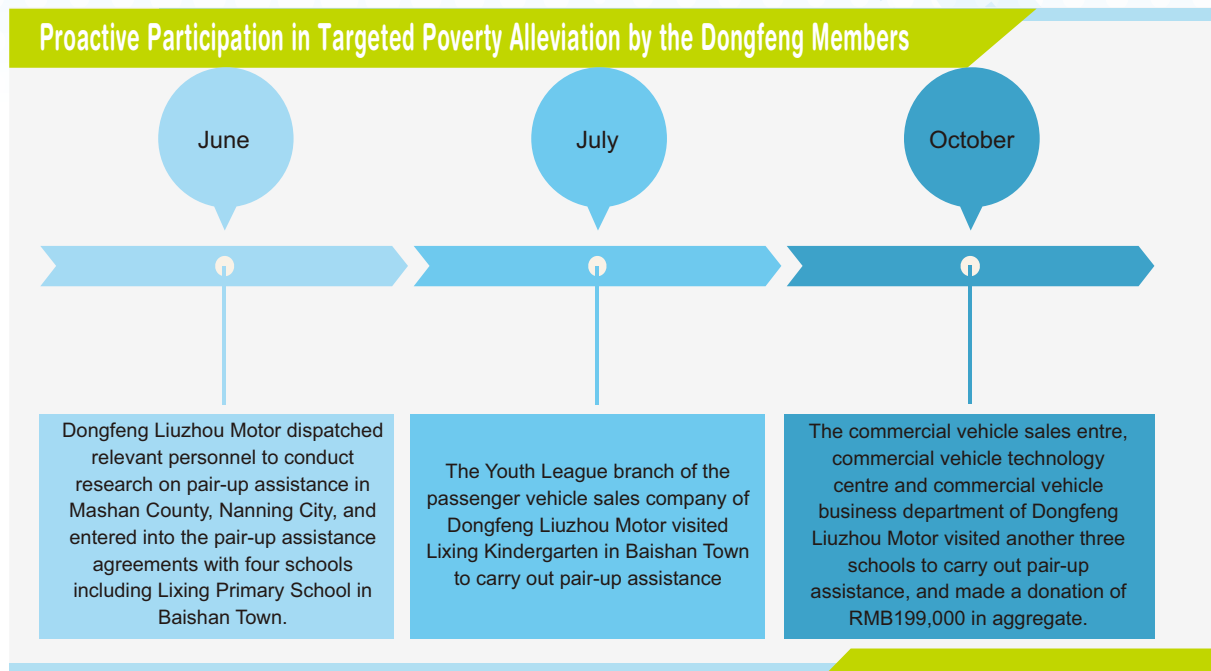 Proactive Participation in Targeted Poverty Alleviation by the Dongfeng Members
June
July
October
Dongfeng Liuzhou Motor dispatched
relevant personnel to conduct
research on pair-up assistance in
Mashan County, Nanning City, and
entered into the pair-up assistance
agreements with four schools
including Lixing Primary School in
Baishan Town.
The Youth League branch of the
passenger vehicle sales company of
Dongfeng Liuzhou Motor visited
Lixing Kindergarten in Baishan Town
to carry out pair-up assistance
The commercial vehicle sales entre,
commercial vehicle technology
centre and commercial vehicle
business department of Dongfeng
Liuzhou Motor visited another three
schools to carry out pair-up
assistance, and made a donation of
RMB199,000 in aggregate.